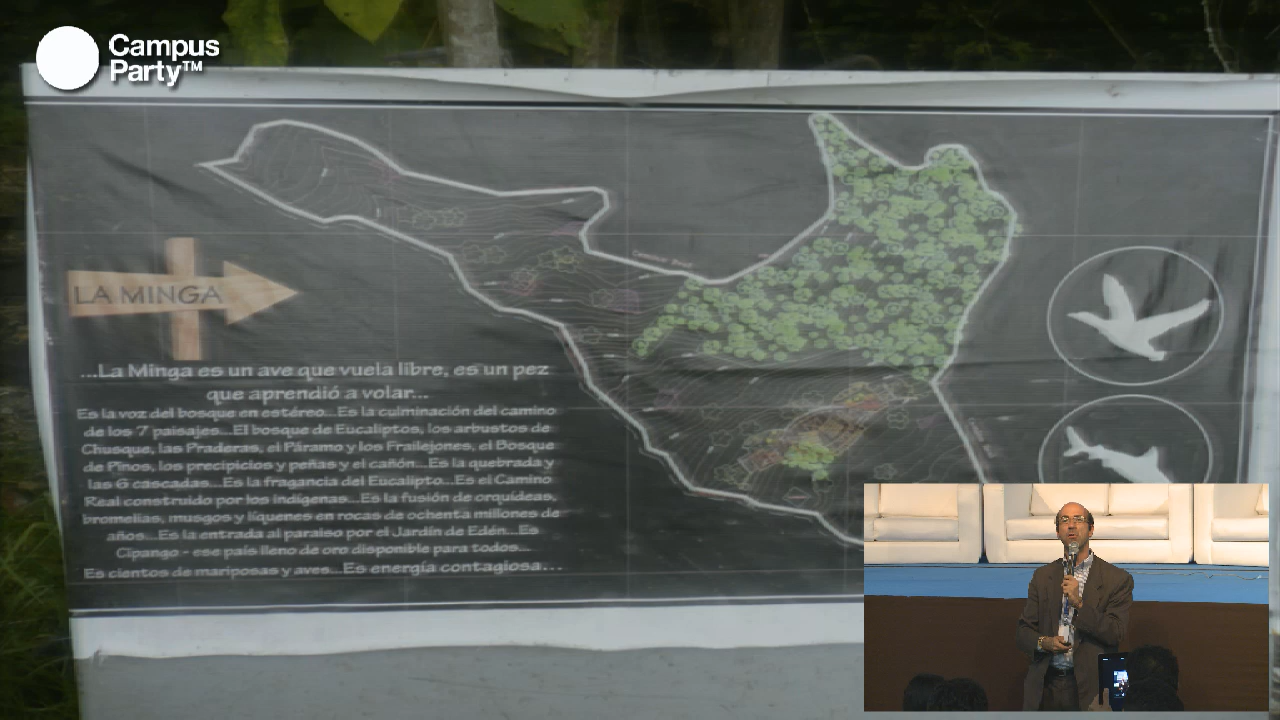 Campus
Party™
LA MINGA
...La Minga es un ave que vuela libre, es un pez
que aprendió a volar...
Es la voz del bosque en estéreo...Es la culminación del camino
de los 7 paisajes...El bosque de Eucaliptos, los arbustos de
Chusque, las Praderas, el Páramo y los Frailejones, el Bosque
de Pinos, los precipicios y peñas y el cañón...Es la quebrada y
las 6 cascadas...Es la fragancia del Eucalipto...Es el Camino
Real construido por los indígenas...Es la fusión de orquídeas,
bromelias, musgos y líquenes en rocas de ochenta millones de
años...Es la entrada al paraíso por el Jardín de Edén...Es
Cipango - ese país lleno de oro disponible para todos...
Es cientos de mariposas y aves...Es energía contagiosa...